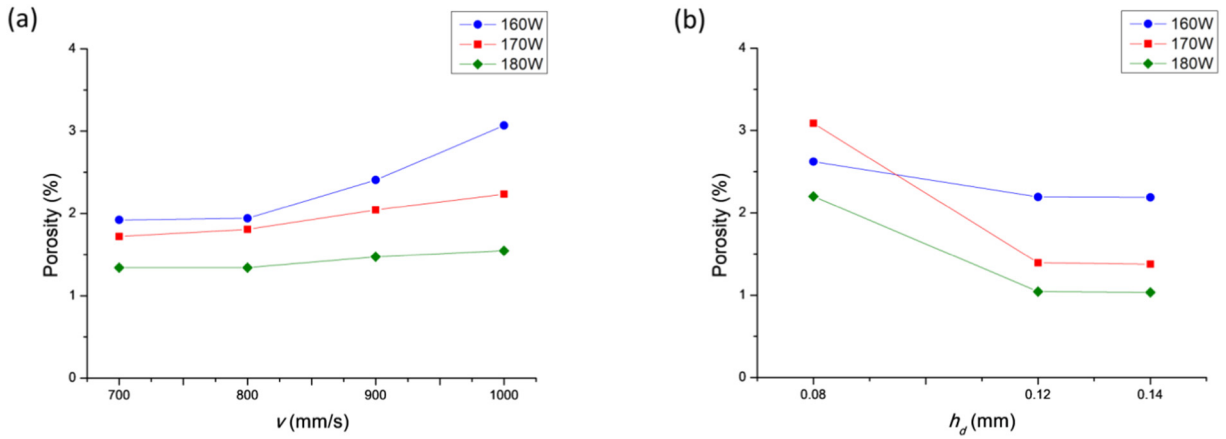 (a)
160W
170W
180W
4
3
2
1
0
Porosity (%)
700 800 900 1000
v (mm/s)
(b)
160W
170W
180W
4
3
2
1
0
Porosity (%)
0.08 0.12 0.14
h_d (mm)